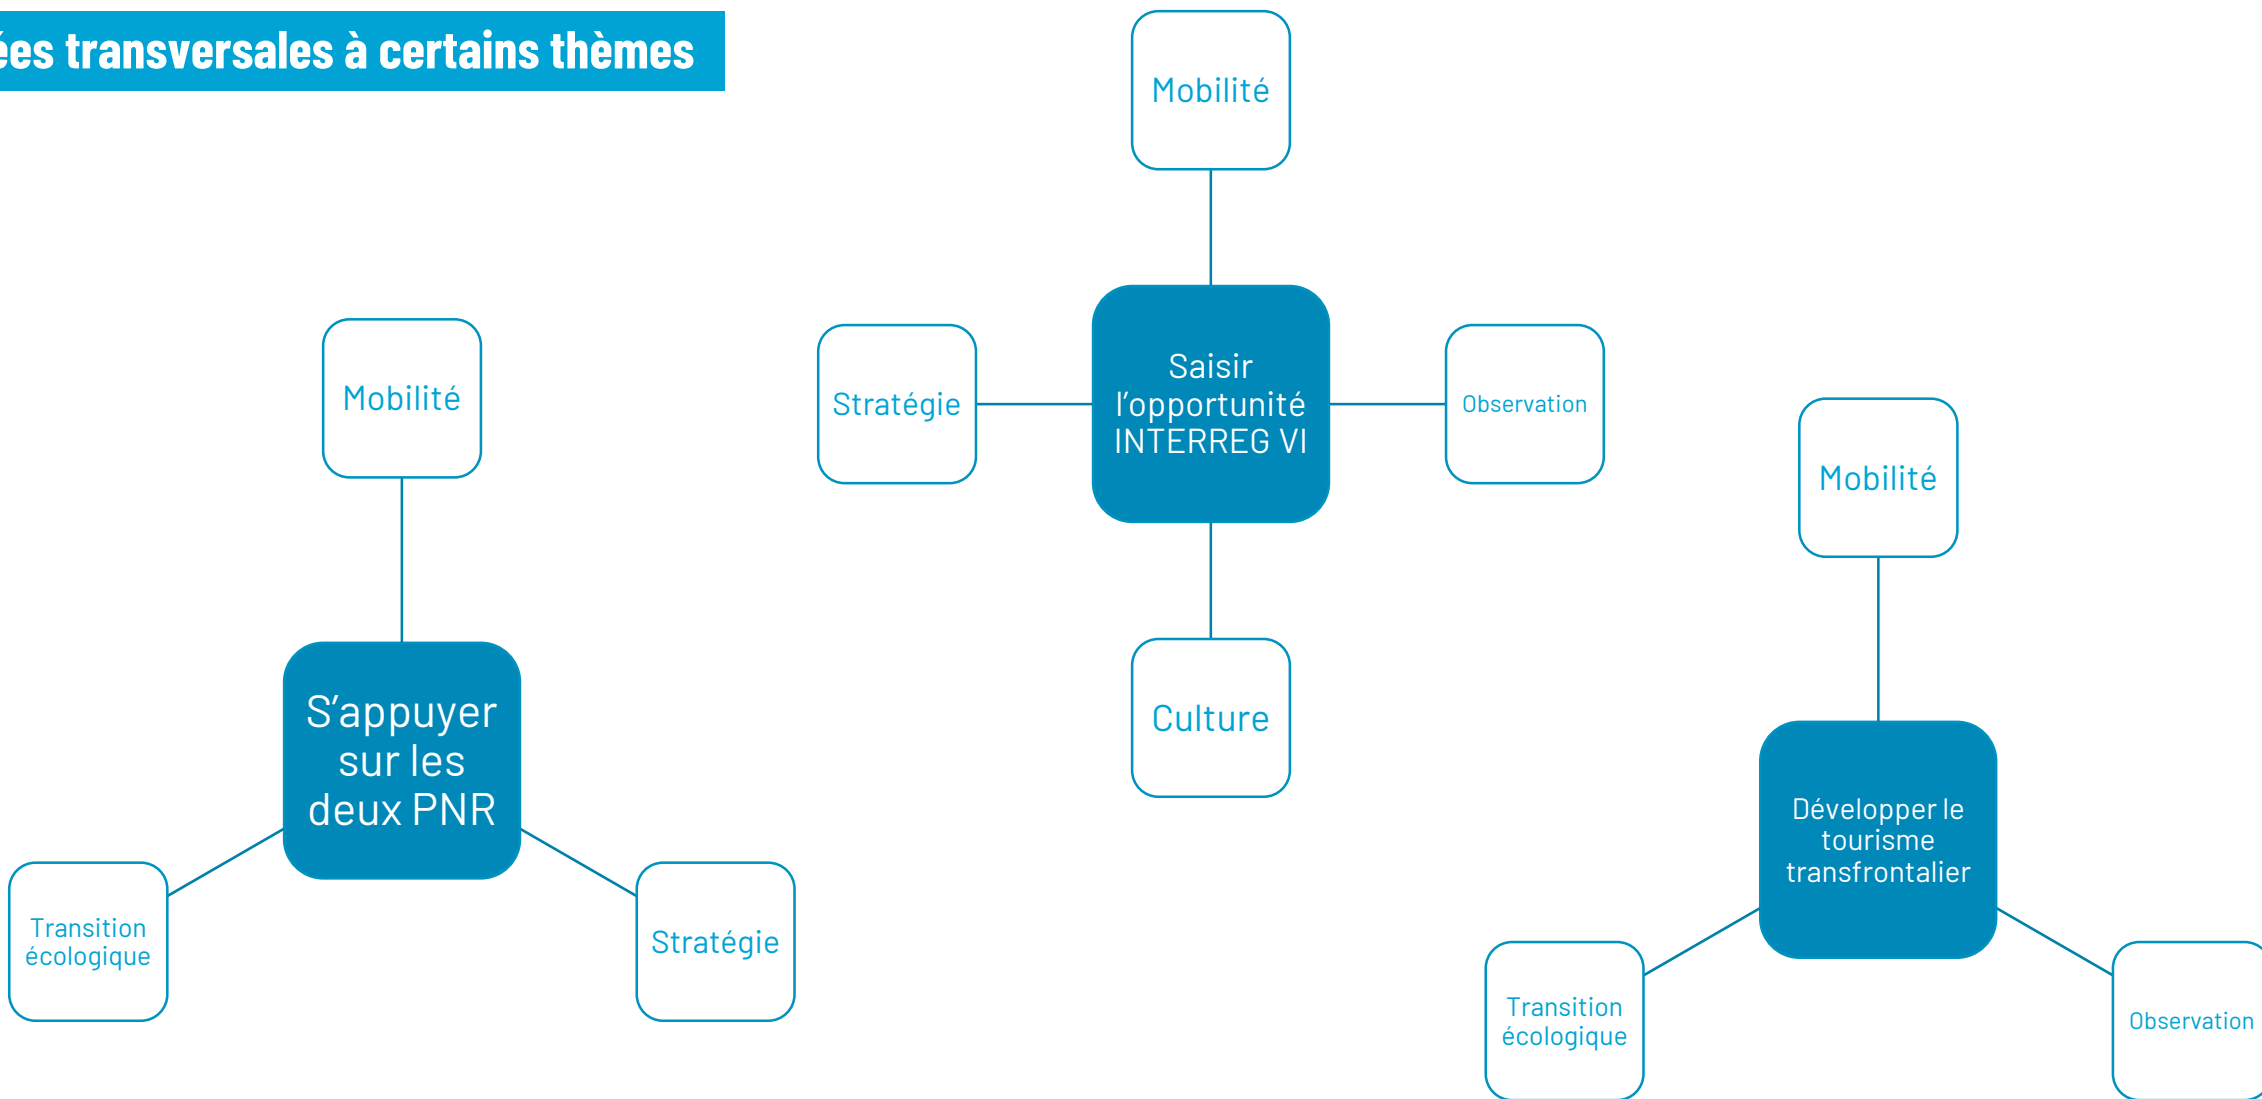 ées transversales à certains thèmes
Mobilité
Stratégie
Saisir
l’opportunité
INTERREG VI
Observation
Culture
Mobilité
S’appuyer
sur les
deux PNR
Transition
écologique
Stratégie
Mobilité
Développer le
tourisme
transfrontalier
Transition
écologique
Observation